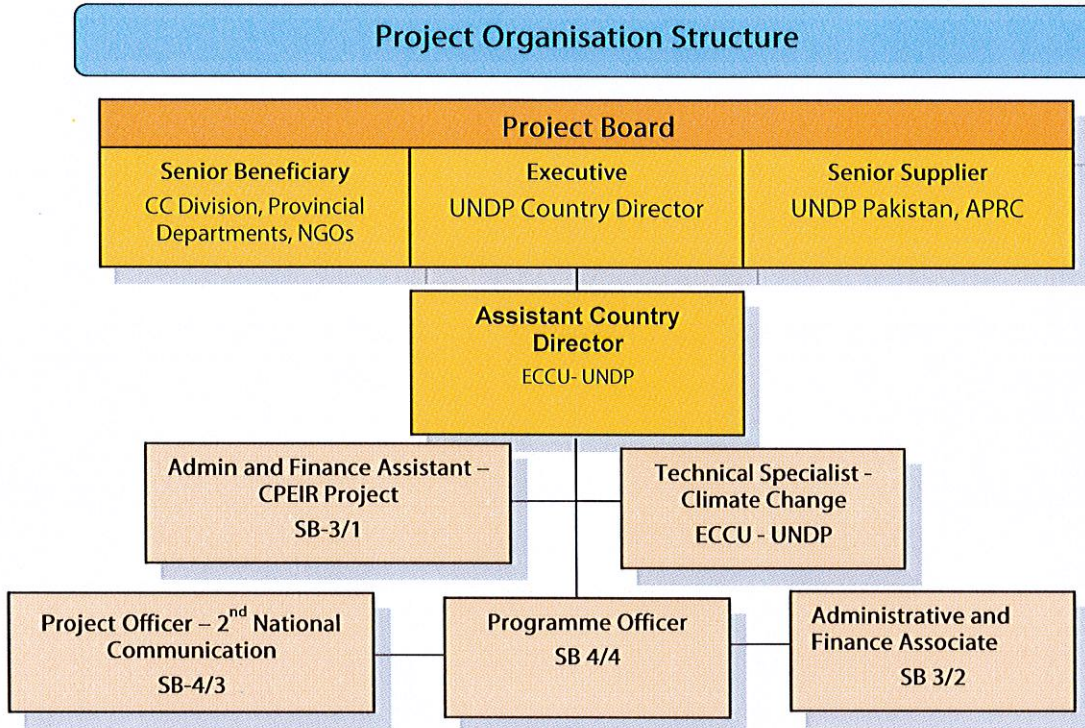 Project Organisation Structure
Project Board
Senior Beneficiary
CC Division, Provincial
Departments, NGOs
Executive
UNDP Country Director
Senior Supplier
UNDP Pakistan, APRC
Assistant Country
Director
ECCU- UNDP
Admin and Finance Assistant –
CPEIR Project
SB-3/1
Technical Specialist -
Climate Change
ECCU - UNDP
Project Officer – 2nd National
Communication
SB-4/3
Programme Officer
SB 4/4
Administrative and
Finance Associate
SB 3/2